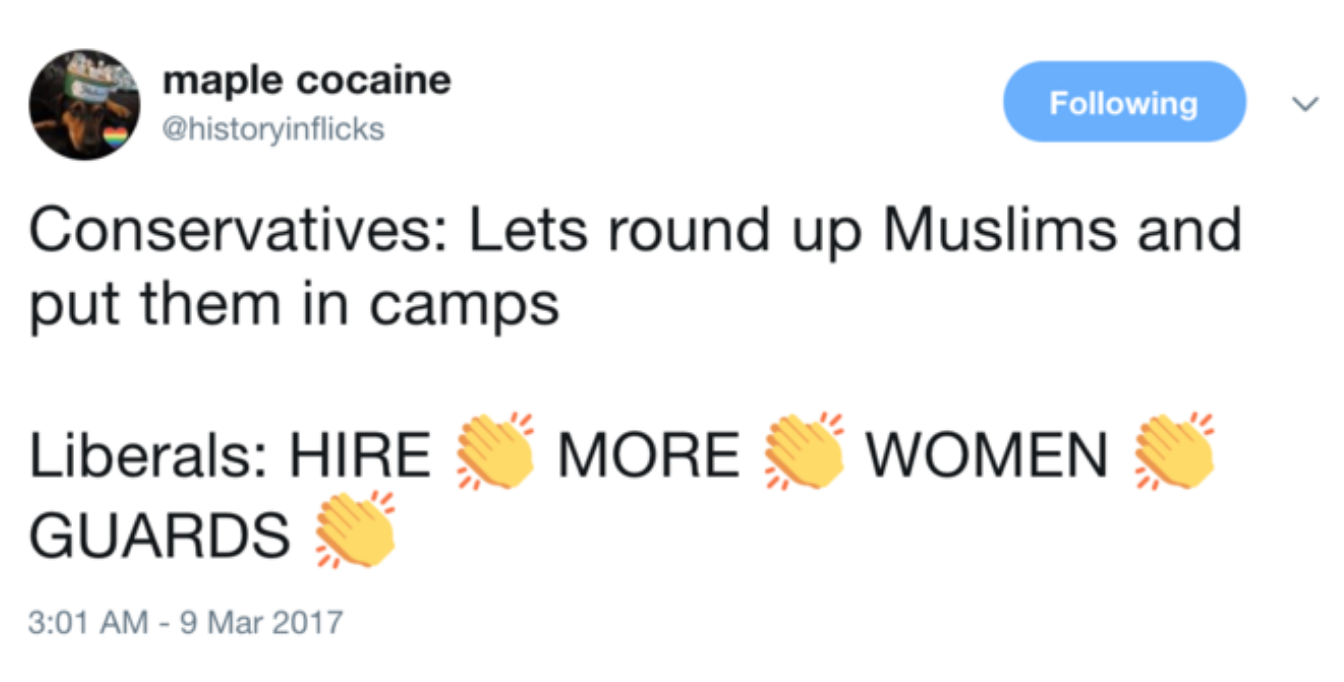 maple cocaine
@historyinflicks
Following
Conservatives: Lets round up Muslims and
put them in camps
Liberals: HIRE 👏 MORE 👏 WOMEN 👏
GUARDS 👏
3:01 AM - 9 Mar 2017